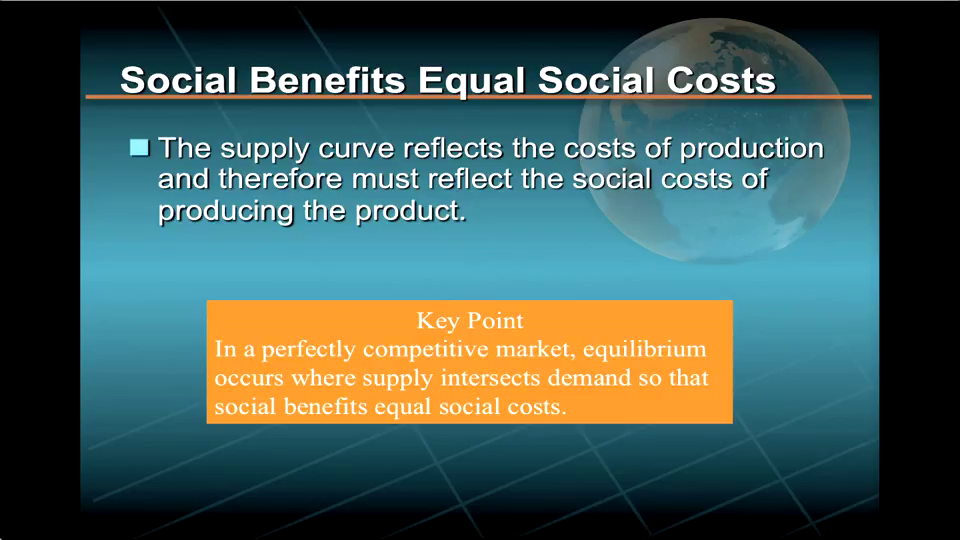 Social Benefits Equal Social Costs
The supply curve reflects the costs of production
and therefore must reflect the social costs of
producing the product.
Key Point
In a perfectly competitive market, equilibrium
occurs where supply intersects demand so that
social benefits equal social costs.